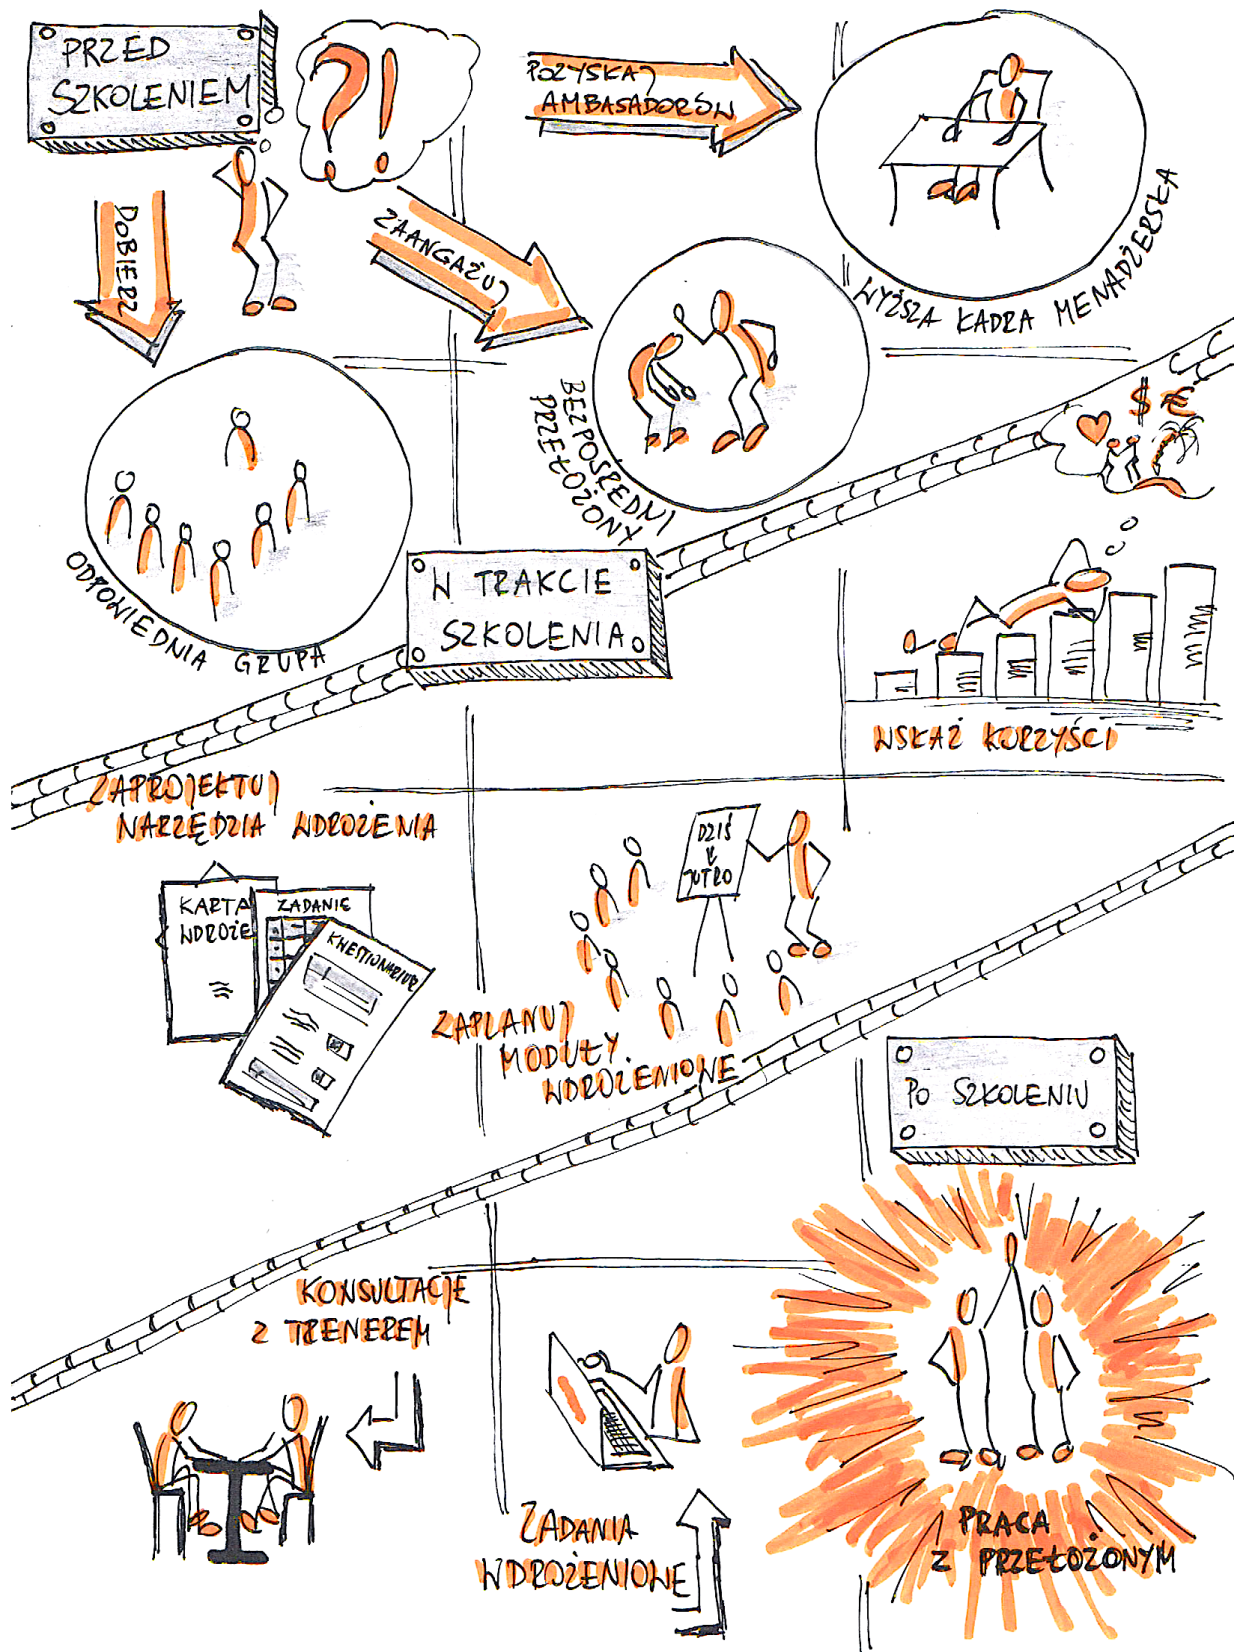 PRZED
SZKOLENIEM
?!
POZYSKAJ
AMBASADORÓW
WYŻSZA KADRA MENADŻERSKA
DOBIERZ
ZAANGAŻUJ
BEZPOŚREDNI
PRZEŁOŻONY
ODPOWIEDNIA GRUPA
$ €
W TRAKCIE
SZKOLENIA
WSKAŻ KORZYŚCI
ZAPROJEKTUJ
NARZĘDZIA WDROŻENIA
KARTA
WDROŻE
ZADANIE
KWESTIONARIUSZ
DZIŚ
V
JUTRO
ZAPLANUJ
MODUŁY
WDROŻENIOWE
PO SZKOLENIU
KONSULTACJE
Z TRENEREM
ZADANIA
WDROŻENIOWE
PRACA
Z PRZEŁOŻONYM